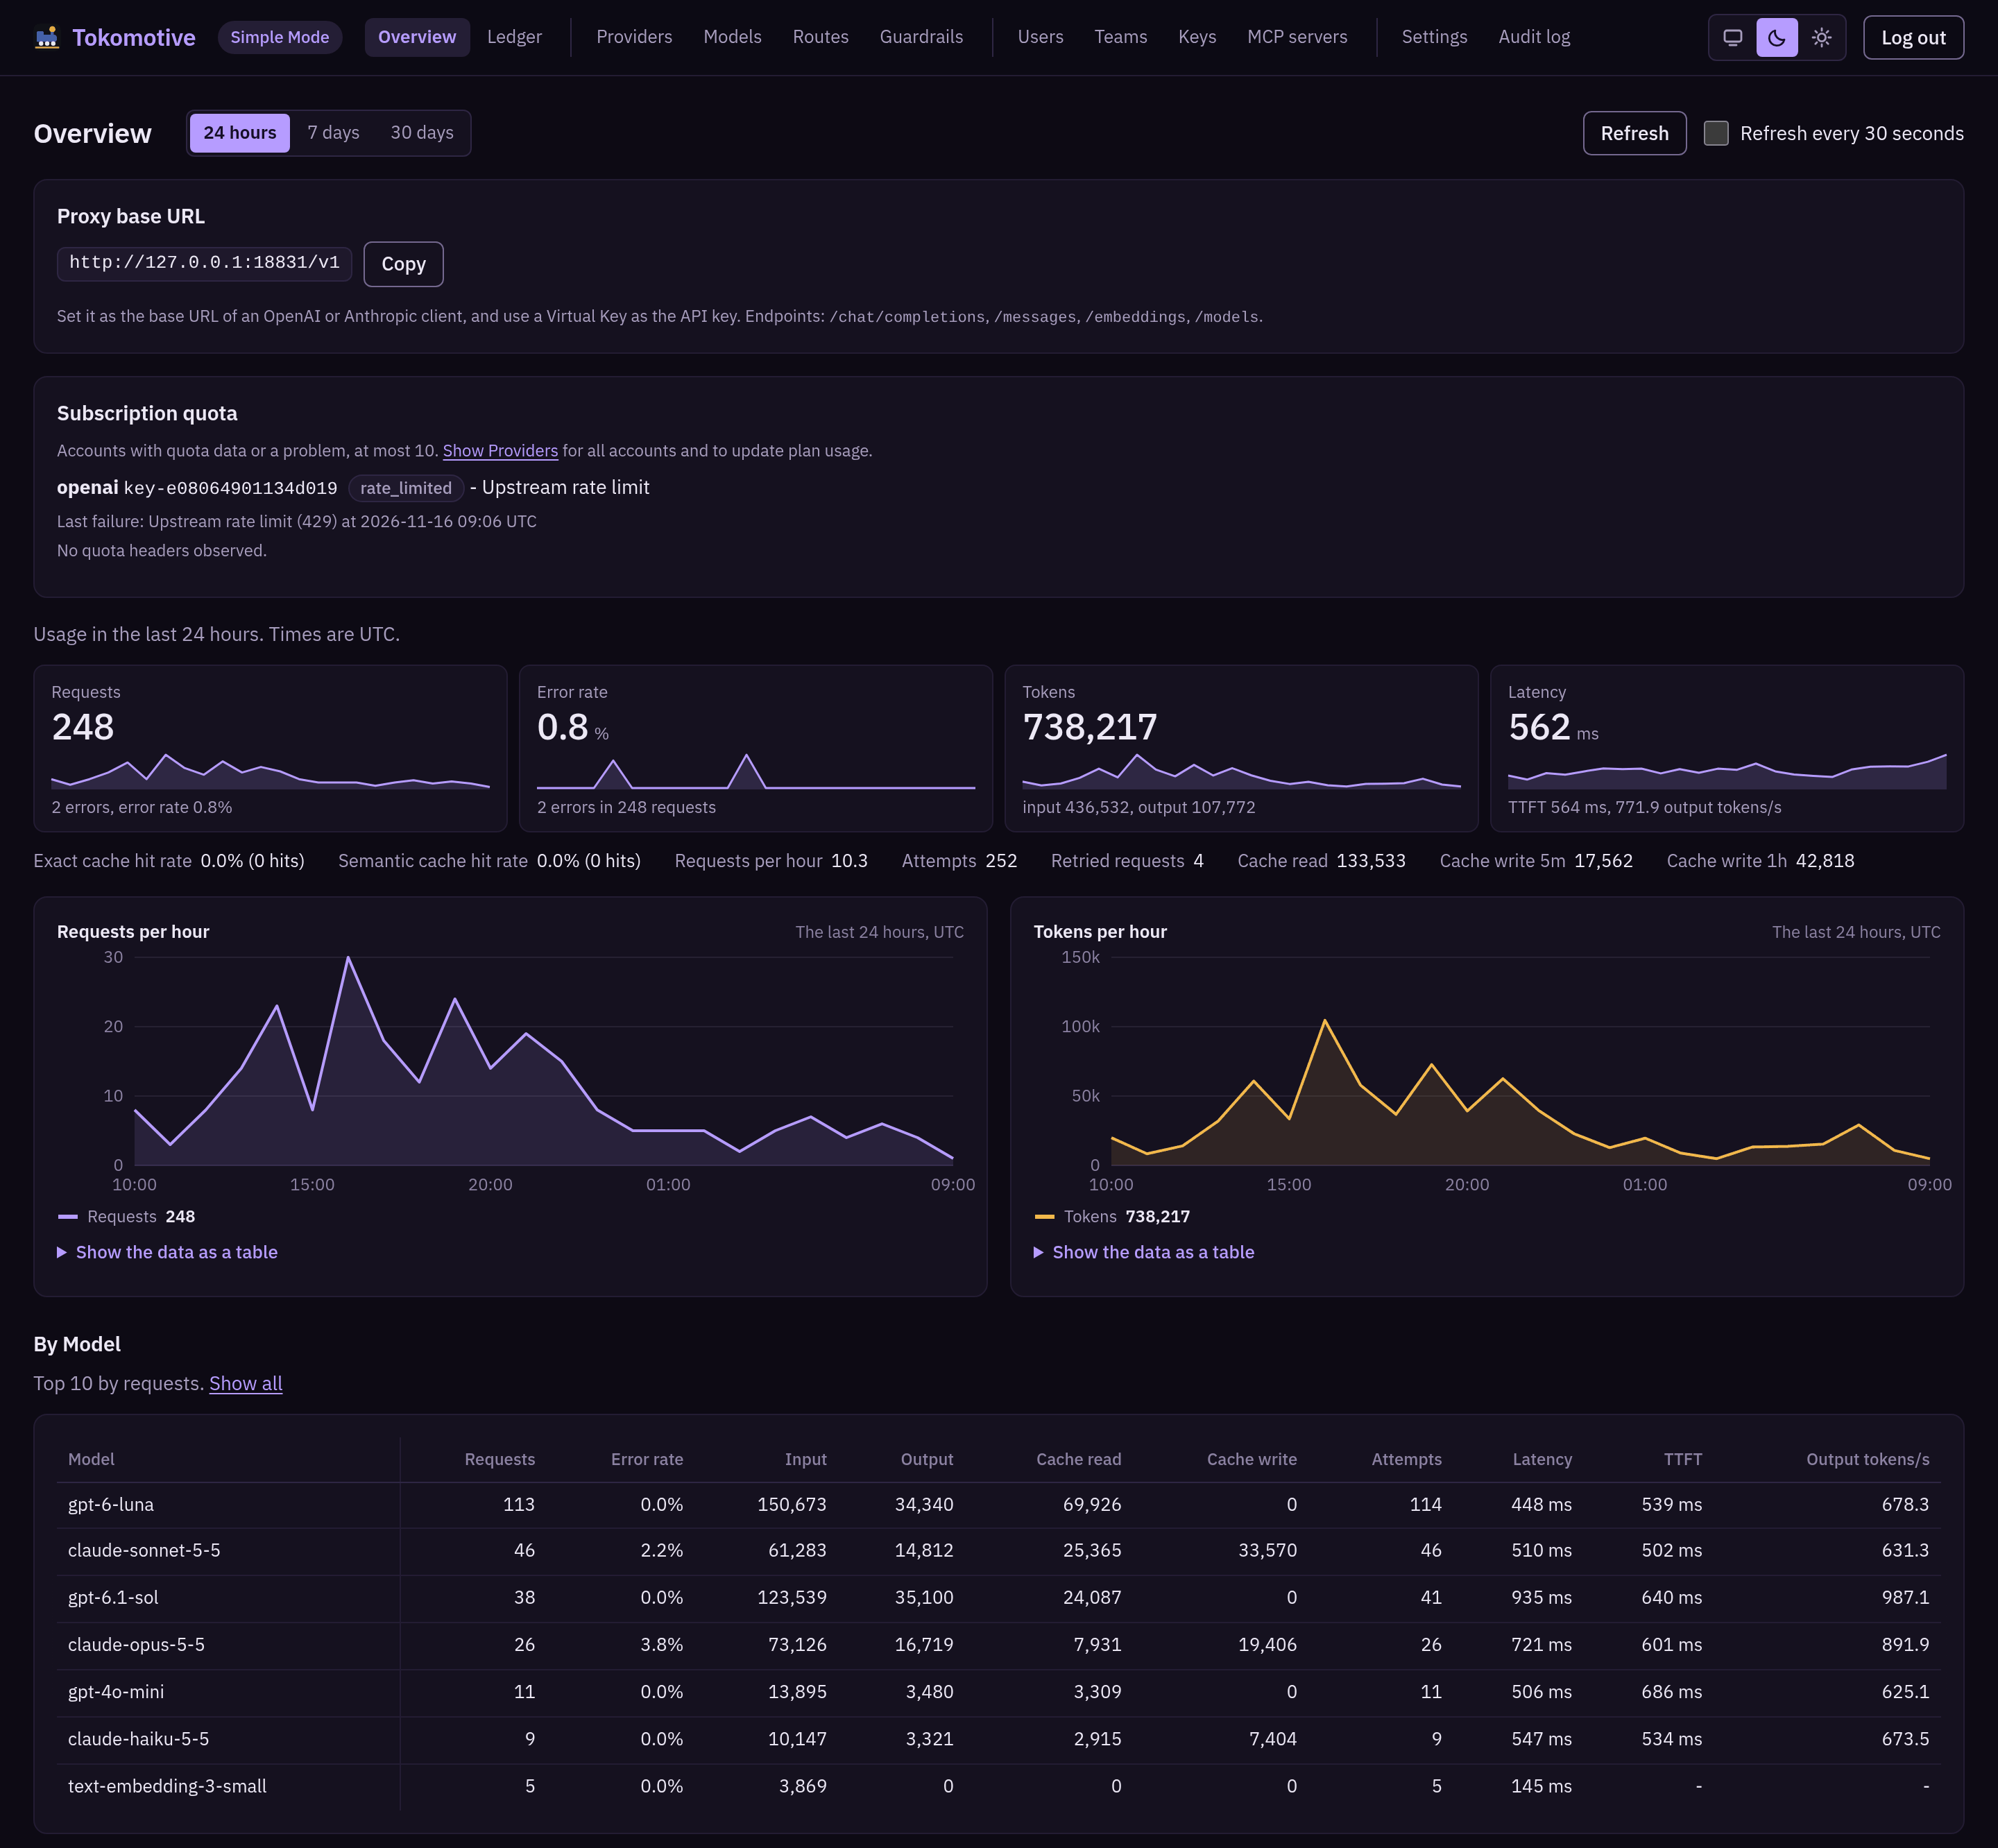 Tokomotive Simple Mode Overview Ledger Providers Models Routes Guardrails Users Teams Keys MCP servers Settings Audit log Log out
Overview 24 hours 7 days 30 days Refresh Refresh every 30 seconds
Proxy base URL
http://127.0.0.1:18831/v1 Copy
Set it as the base URL of an OpenAI or Anthropic client, and use a Virtual Key as the API key. Endpoints: /chat/completions, /messages, /embeddings, /models.
Subscription quota
Accounts with quota data or a problem, at most 10. Show Providers for all accounts and to update plan usage.
openai key-e08064901134d019 rate_limited - Upstream rate limit
Last failure: Upstream rate limit (429) at 2026-11-16 09:06 UTC
No quota headers observed.
Usage in the last 24 hours. Times are UTC.
Requests
248
2 errors, error rate 0.8%
Error rate
0.8 %
2 errors in 248 requests
Tokens
738,217
input 436,532, output 107,772
Latency
562 ms
TTFT 564 ms, 771.9 output tokens/s
Exact cache hit rate 0.0% (0 hits) Semantic cache hit rate 0.0% (0 hits) Requests per hour 10.3 Attempts 252 Retried requests 4 Cache read 133,533 Cache write 5m 17,562 Cache write 1h 42,818
Requests per hour The last 24 hours, UTC
30
20
10
0
10:00 15:00 20:00 01:00 09:00
Requests 248
Show the data as a table
Tokens per hour The last 24 hours, UTC
150k
100k
50k
0
10:00 15:00 20:00 01:00 09:00
Tokens 738,217
Show the data as a table
By Model
Top 10 by requests. Show all
Model Requests Error rate Input Output Cache read Cache write Attempts Latency TTFT Output tokens/s
gpt-6-luna 113 0.0% 150,673 34,340 69,926 0 114 448 ms 539 ms 678.3
claude-sonnet-5-5 46 2.2% 61,283 14,812 25,365 33,570 46 510 ms 502 ms 631.3
gpt-6.1-sol 38 0.0% 123,539 35,100 24,087 0 41 935 ms 640 ms 987.1
claude-opus-5-5 26 3.8% 73,126 16,719 7,931 19,406 26 721 ms 601 ms 891.9
gpt-4o-mini 11 0.0% 13,895 3,480 3,309 0 11 506 ms 686 ms 625.1
claude-haiku-5-5 9 0.0% 10,147 3,321 2,915 7,404 9 547 ms 534 ms 673.5
text-embedding-3-small 5 0.0% 3,869 0 0 0 5 145 ms - -